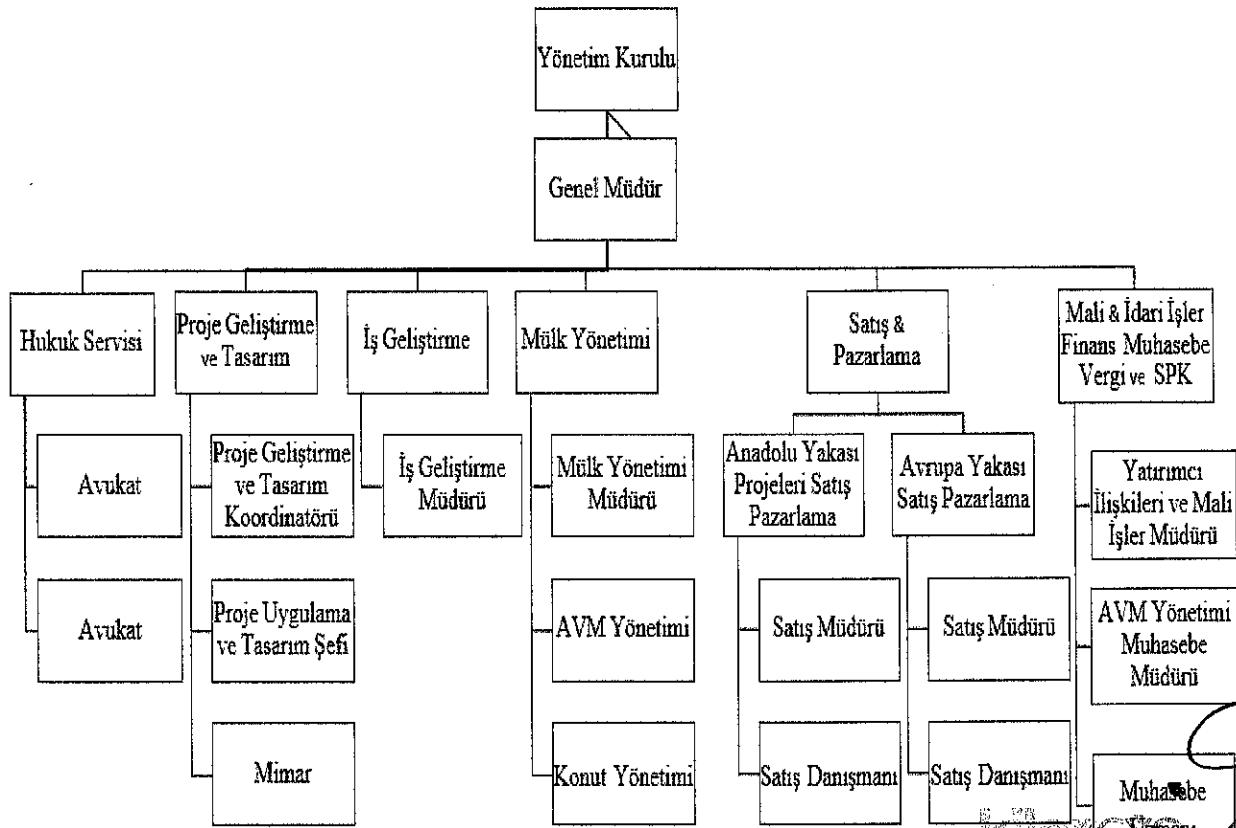 Yönetim Kurulu
Genel Müdür
Hukuk Servisi
Avukat
Avukat
Proje Geliştirme
ve Tasarım
Proje Geliştirme
ve Tasarım
Koordinatörü
Proje Uygulama
ve Tasarım Şefi
Mimar
İş Geliştirme
İş Geliştirme
Müdürü
Mülk Yönetimi
Mülk Yönetimi
Müdürü
AVM Yönetimi
Konut Yönetimi
Satış &
Pazarlama
Anadolu Yakası
Projeleri Satış
Pazarlama
Satış Müdürü
Satış Danışmanı
Avrupa Yakası
Satış Pazarlama
Satış Müdürü
Satış Danışmanı
Mali & İdari İşler
Finans Muhasebe
Vergi ve SPK
Yatırımcı
İlişkileri ve Mali
İşler Müdürü
AVM Yönetimi
Muhasebe
Müdürü
Muhasebe